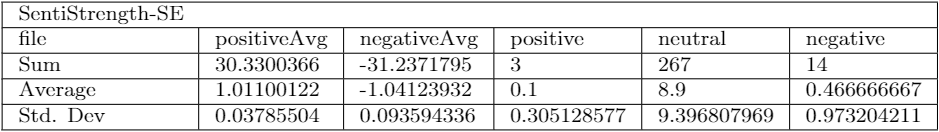 SentiStrength-SE
file positiveAvg negativeAvg positive neutral negative
Sum 30.3300366 -31.2371795 3 267 14
Average 1.01100122 -1.04123932 0.1 8.9 0.466666667
Std. Dev 0.03785504 0.093594336 0.305128577 9.396807969 0.973204211